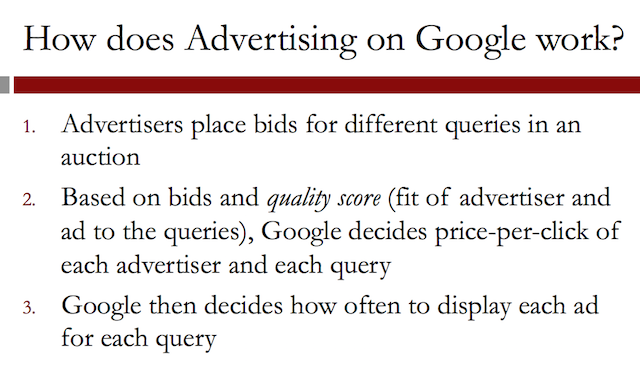 How does Advertising on Google work?
1. Advertisers place bids for different queries in an
auction
2. Based on bids and quality score (fit of advertiser and
ad to the queries), Google decides price-per-click of
each advertiser and each query
3. Google then decides how often to display each ad
for each query